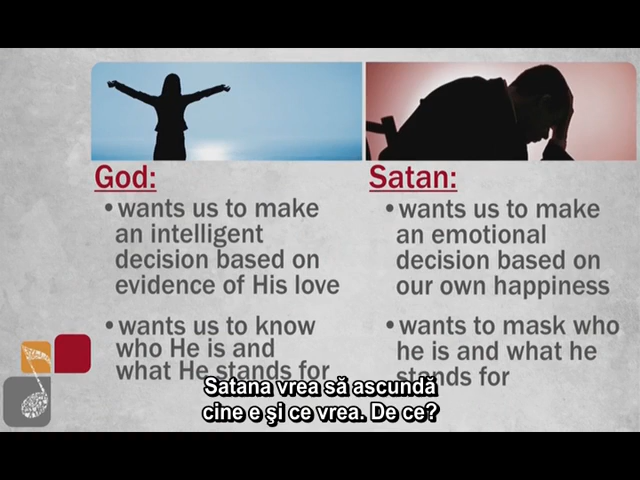 God:
•wants us to make
an intelligent
decision based on
evidence of His love
•wants us to know
who He is and
what He stands for
Satan:
•wants us to make
an emotional
decision based on
our own happiness
•wants to mask who
he is and what he
stands for
Satana vrea să ascundă
cine e şi ce vrea. De ce?